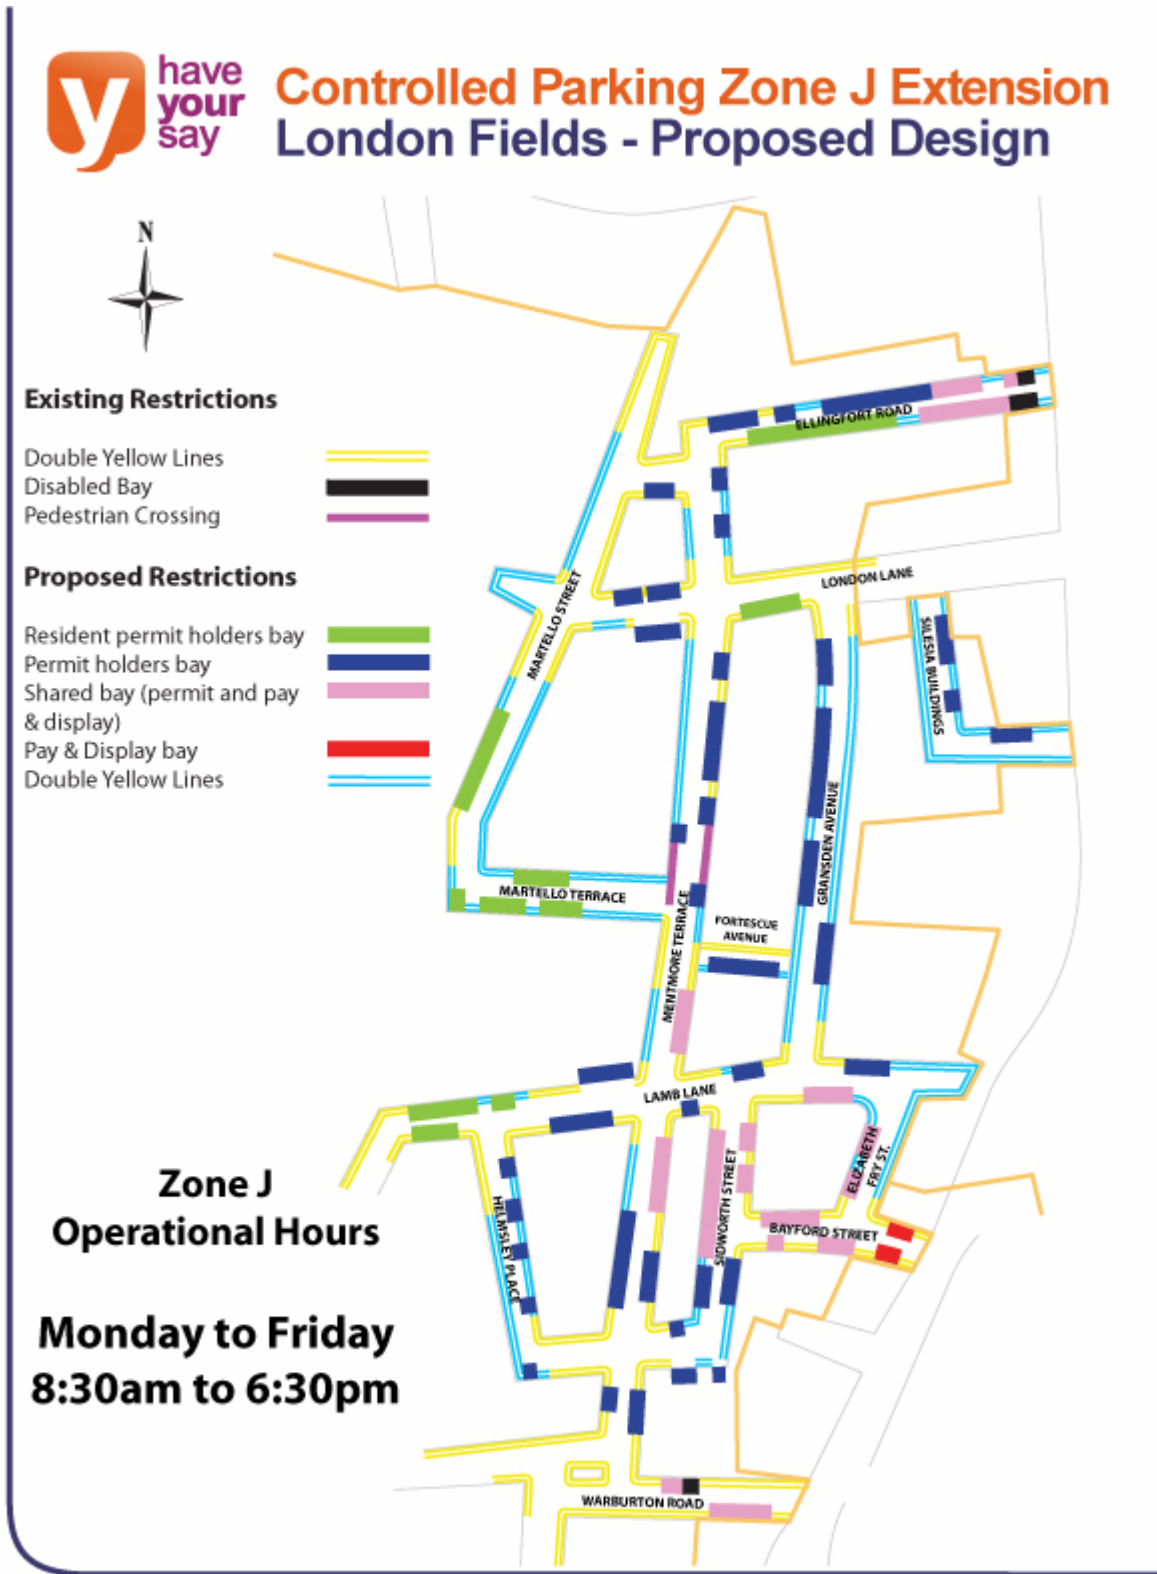 y
have
your
say
Controlled Parking Zone J Extension
London Fields - Proposed Design
N
Existing Restrictions
Double Yellow Lines
Disabled Bay
Pedestrian Crossing
Proposed Restrictions
Resident permit holders bay
Permit holders bay
Shared bay (permit and pay
& display)
Pay & Display bay
Double Yellow Lines
ELLINGFORT ROAD
LONDON LANE
MARTELLO STREET
SILESIA BUILDINGS
GRANSDEN AVENUE
MARTELLO TERRACE
MENTMORE TERRACE
FORTESCUE
AVENUE
LAMB LANE
ELIZABETH
FRY ST.
SIDWORTH STREET
HELMSLEY PLACE
BAYFORD STREET
WARBURTON ROAD
Zone J
Operational Hours
Monday to Friday
8:30am to 6:30pm